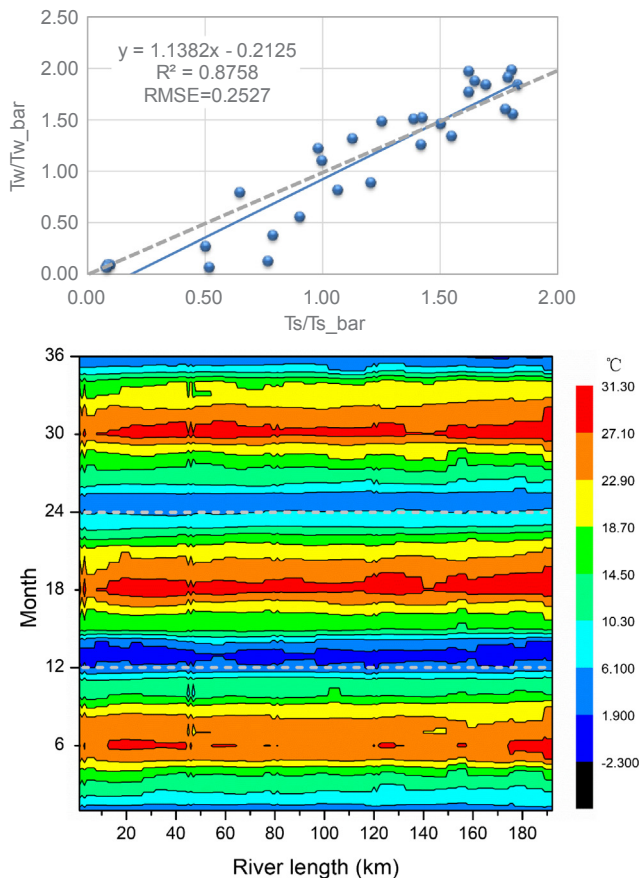 2.50
2.00
1.50
1.00
0.50
0.00
Tw/Tw_bar
y = 1.1382x - 0.2125
R² = 0.8758
RMSE=0.2527
0.00 0.50 1.00 1.50 2.00
Ts/Ts_bar
36
30
24
18
12
6
Month
20 40 60 80 100 120 140 160 180
River length (km)
℃
31.30
27.10
22.90
18.70
14.50
10.30
6.100
1.900
-2.300